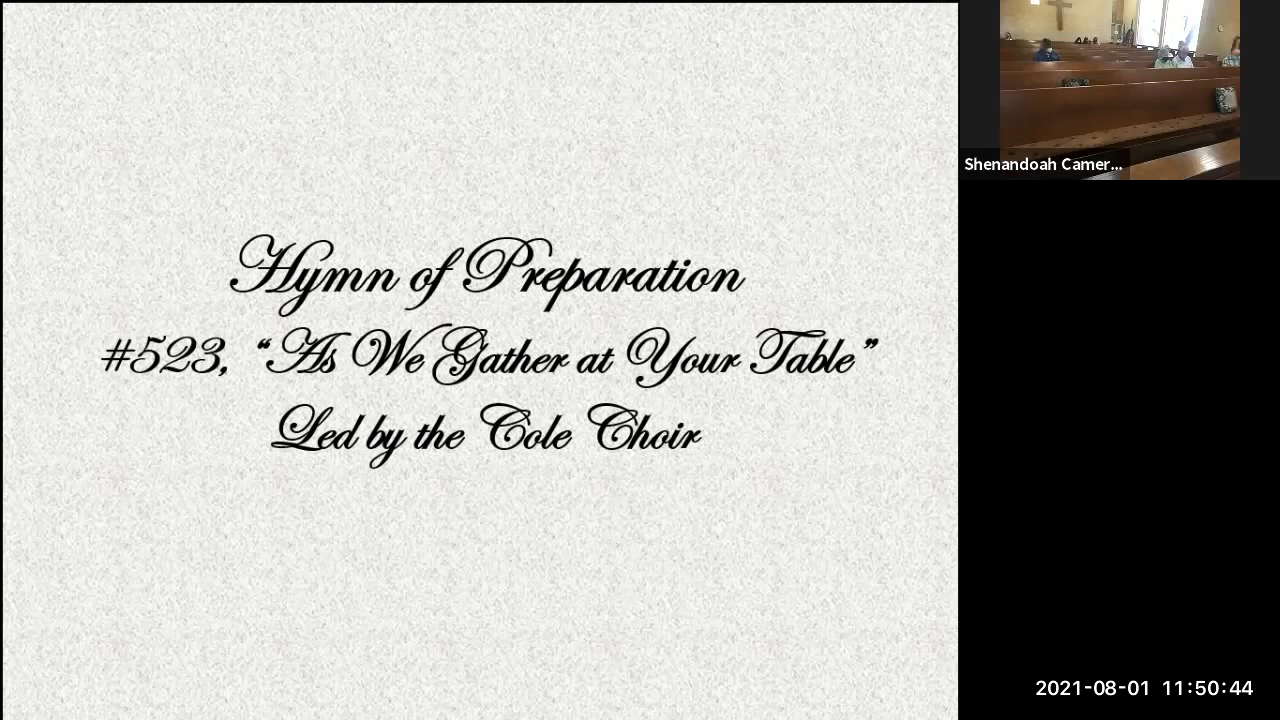 Hymn of Preparation
#523, “As We Gather at Your Table”
Led by the Cole Choir
Shenandoah Camer...
2021-08-01 11:50:44